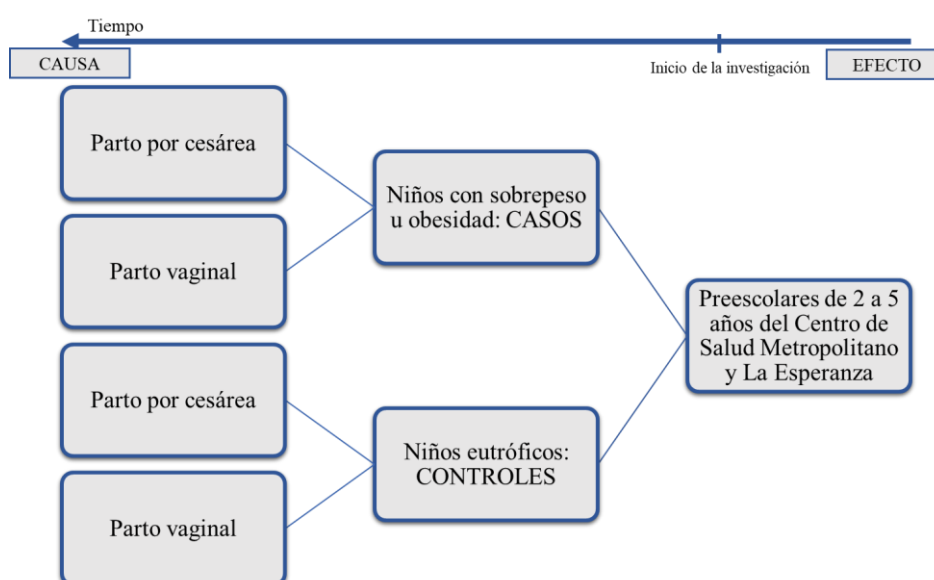 Tiempo
CAUSA
Inicio de la investigación
EFECTO
Parto por cesárea
Parto vaginal
Parto por cesárea
Parto vaginal
Niños con sobrepeso
u obesidad: CASOS
Niños eutróficos:
CONTROLES
Preescolares de 2 a 5
años del Centro de
Salud Metropolitano
y La Esperanza